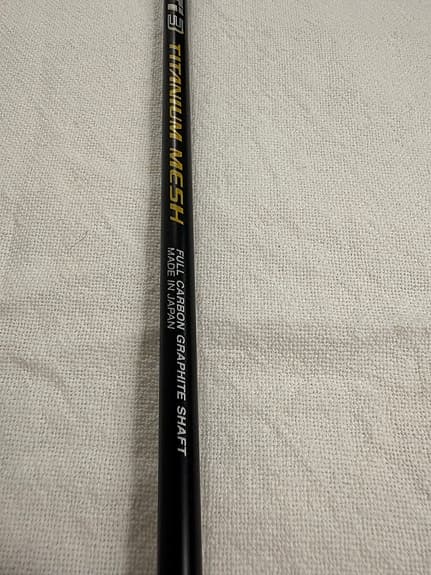 TITANIUM MESH
FULL CARBON GRAPHITE SHAFT
MADE IN JAPAN